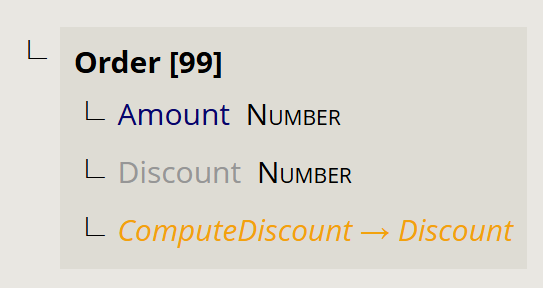 Order [99]
Amount Number
Discount Number
ComputeDiscount → Discount